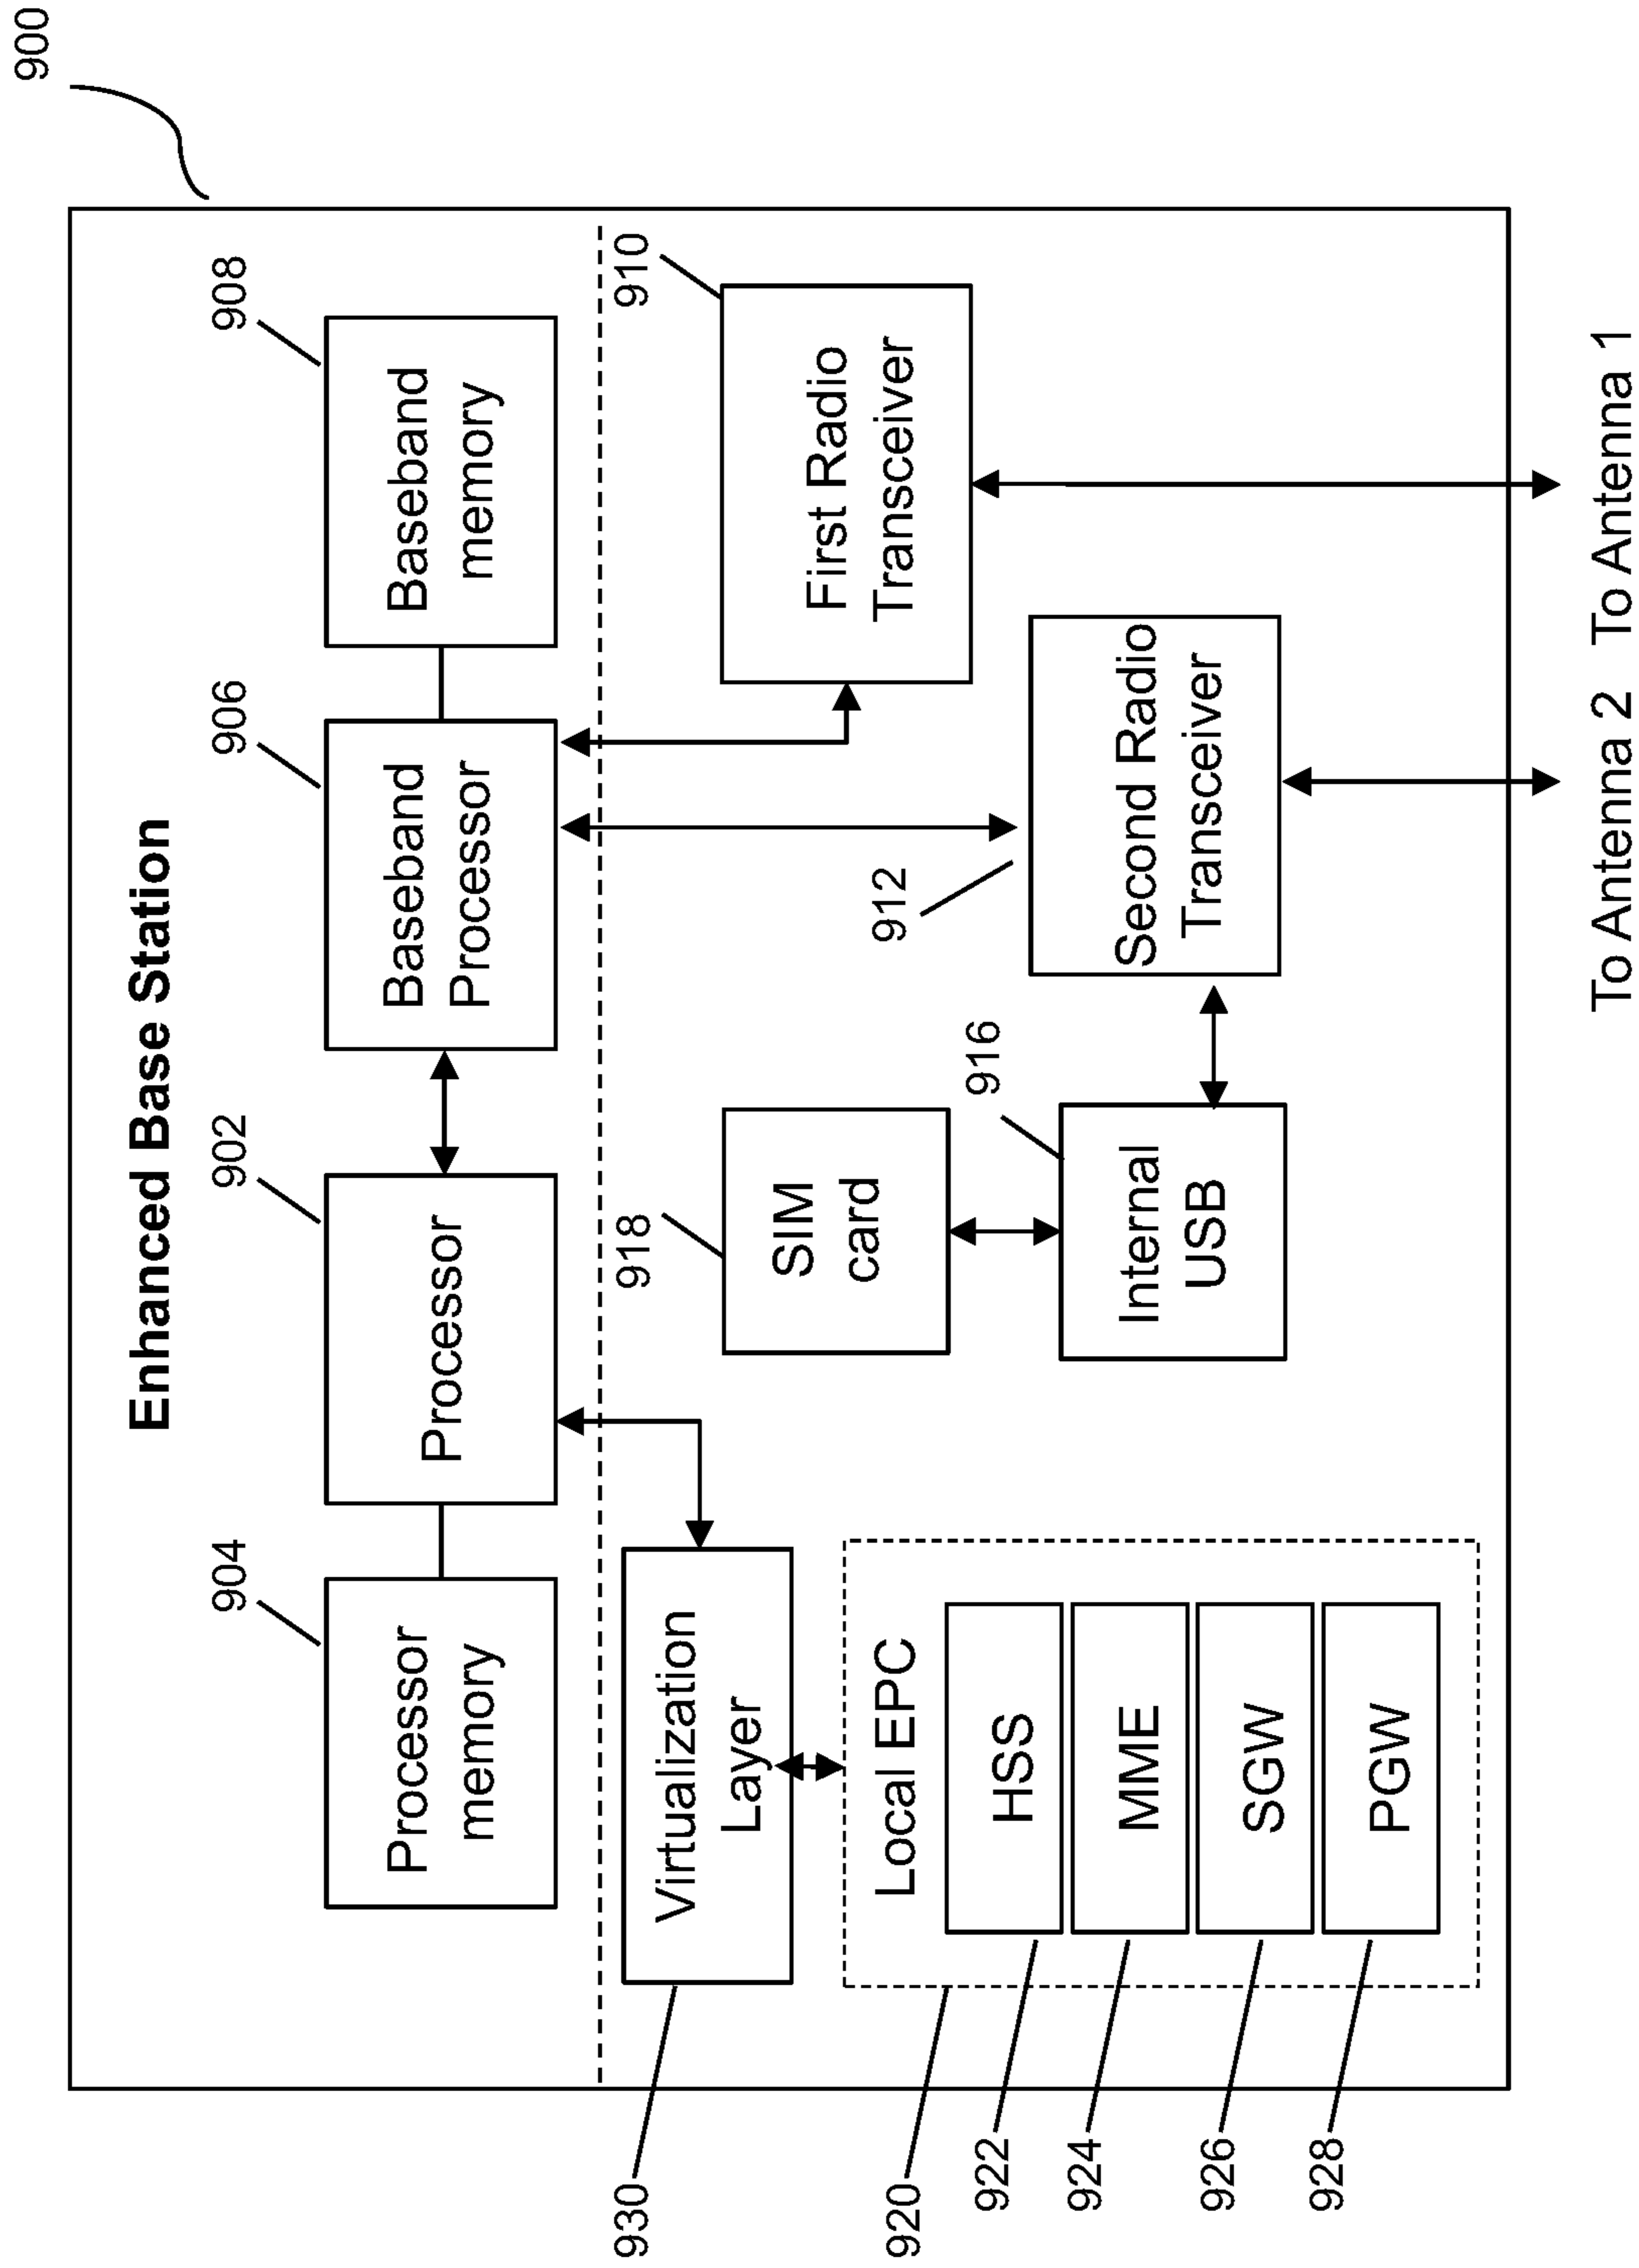 900
Enhanced Base Station
904
902
906
908
Processor
memory
Processor
Baseband
Processor
Baseband
memory
930
Virtualization
Layer
918
SIM
card
910
First Radio
Transceiver
912
920
Local EPC
922
HSS
924
MME
926
SGW
928
PGW
916
Internal
USB
Second Radio
Transceiver
To Antenna 2
To Antenna 1